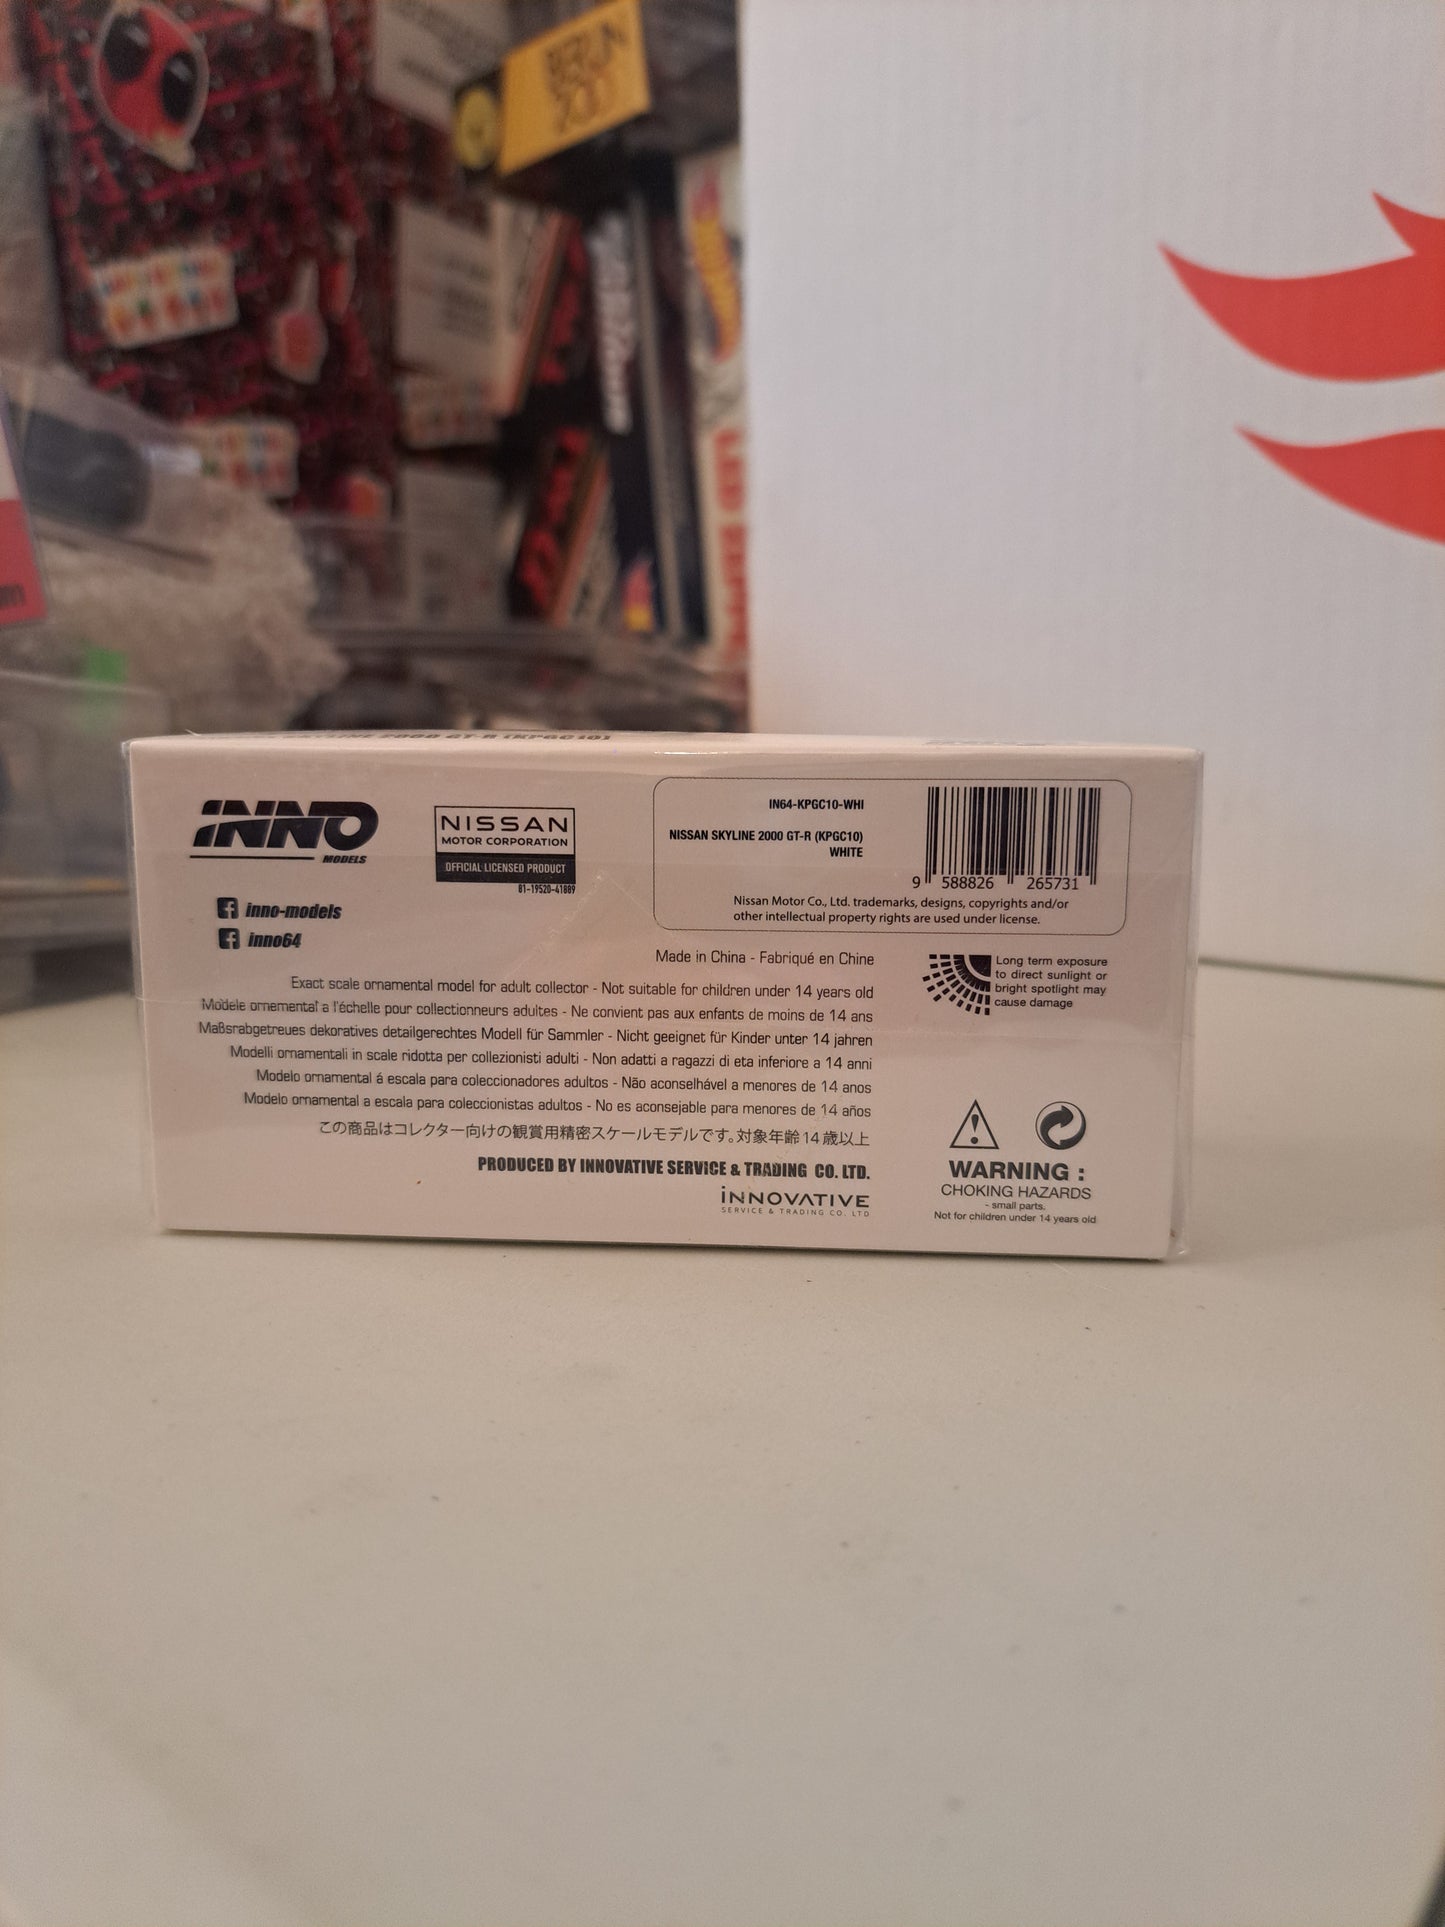 BERLIN
200
SKYLINE 2000 GT-R (KPGC10)
INNO
MODELS
NISSAN
MOTOR CORPORATION
OFFICIAL LICENSED PRODUCT
81-19520-41889
inno-models
inno64
IN64-KPGC10-WHI
NISSAN SKYLINE 2000 GT-R (KPGC10)
WHITE
9 588826 265731
Nissan Motor Co., Ltd. trademarks, designs, copyrights and/or
other intellectual property rights are used under license.
Made in China - Fabriqué en Chine
Long term exposure
to direct sunlight or
bright spotlight may
cause damage
Exact scale ornamental model for adult collector - Not suitable for children under 14 years old
Modele ornemental a l'échelle pour collectionneurs adultes - Ne convient pas aux enfants de moins de 14 ans
Maßsrabgetreues dekoratives detailgerechtes Modell für Sammler - Nicht geeignet für Kinder unter 14 jahren
Modelli ornamentali in scale ridotta per collezionisti adulti - Non adatti a ragazzi di eta inferiore a 14 anni
Modelo ornamental á escala para coleccionadores adultos - Não aconselhável a menores de 14 anos
Modelo ornamental a escala para coleccionistas adultos - No es aconsejable para menores de 14 años
この商品はコレクター向けの観賞用精密スケールモデルです。対象年齢14歳以上
PRODUCED BY INNOVATIVE SERVICE & TRADING CO. LTD.
INNOVATIVE
SERVICE & TRADING CO. LTD
WARNING :
CHOKING HAZARDS
- small parts.
Not for children under 14 years old